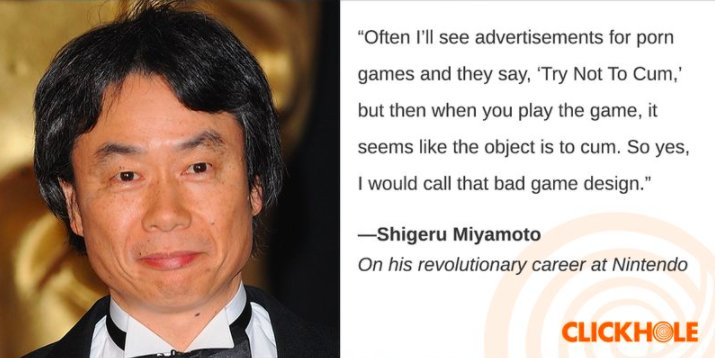 “Often I’ll see advertisements for porn
games and they say, ‘Try Not To Cum,’
but then when you play the game, it
seems like the object is to cum. So yes,
I would call that bad game design.”
—Shigeru Miyamoto
On his revolutionary career at Nintendo
CLICKHOLE